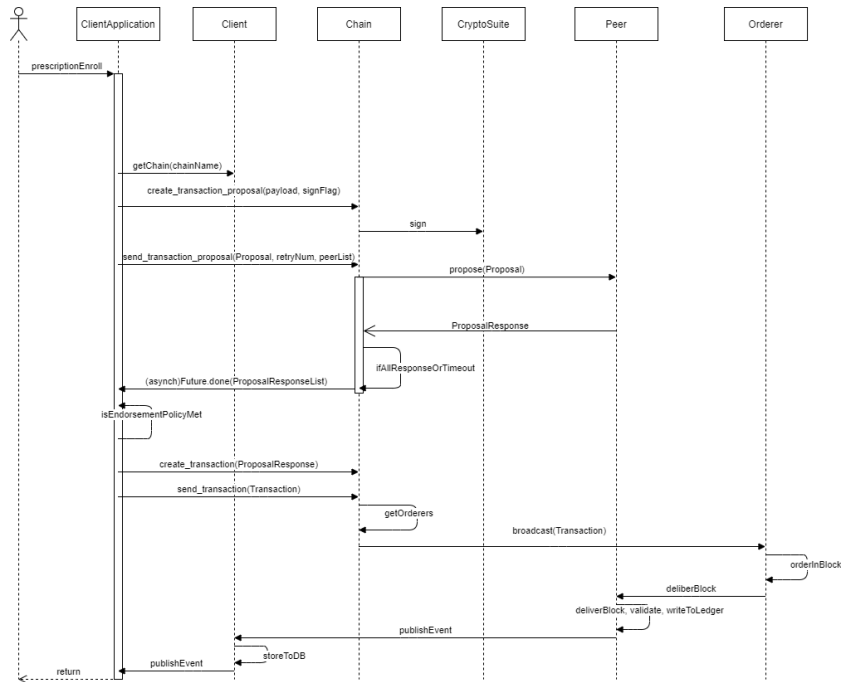 ClientApplication
Client
Chain
CryptoSuite
Peer
Orderer
prescriptionEnroll
getChain(chainName)
create_transaction_proposal(payload, signFlag)
sign
send_transaction_proposal(Proposal, retryNum, peerList)
propose(Proposal)
ProposalResponse
ifAllResponseOrTimeout
(asynch)Future.done(ProposalResponseList)
isEndorsementPolicyMet
create_transaction(ProposalResponse)
send_transaction(Transaction)
getOrderers
broadcast(Transaction)
orderInBlock
deliberBlock
deliverBlock, validate, writeToLedger
publishEvent
storeToDB
publishEvent
return